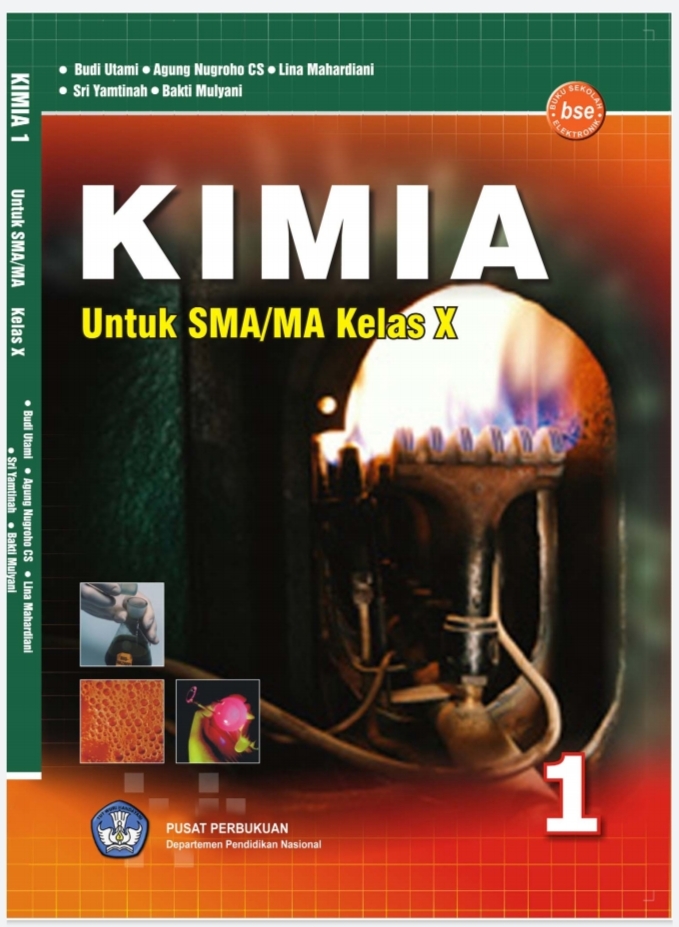 • Budi Utami • Agung Nugroho CS • Lina Mahardiani
• Sri Yamtinah • Bakti Mulyani
BUKU SEKOLAH
bse
ELEKTRONIK
KIMIA
Untuk SMA/MA Kelas X
1
PUSAT PERBUKUAN
Departemen Pendidikan Nasional
KIMIA 1 Untuk SMA/MA Kelas X
• Budi Utami • Agung Nugroho CS • Lina Mahardiani
• Sri Yamtinah • Bakti Mulyani